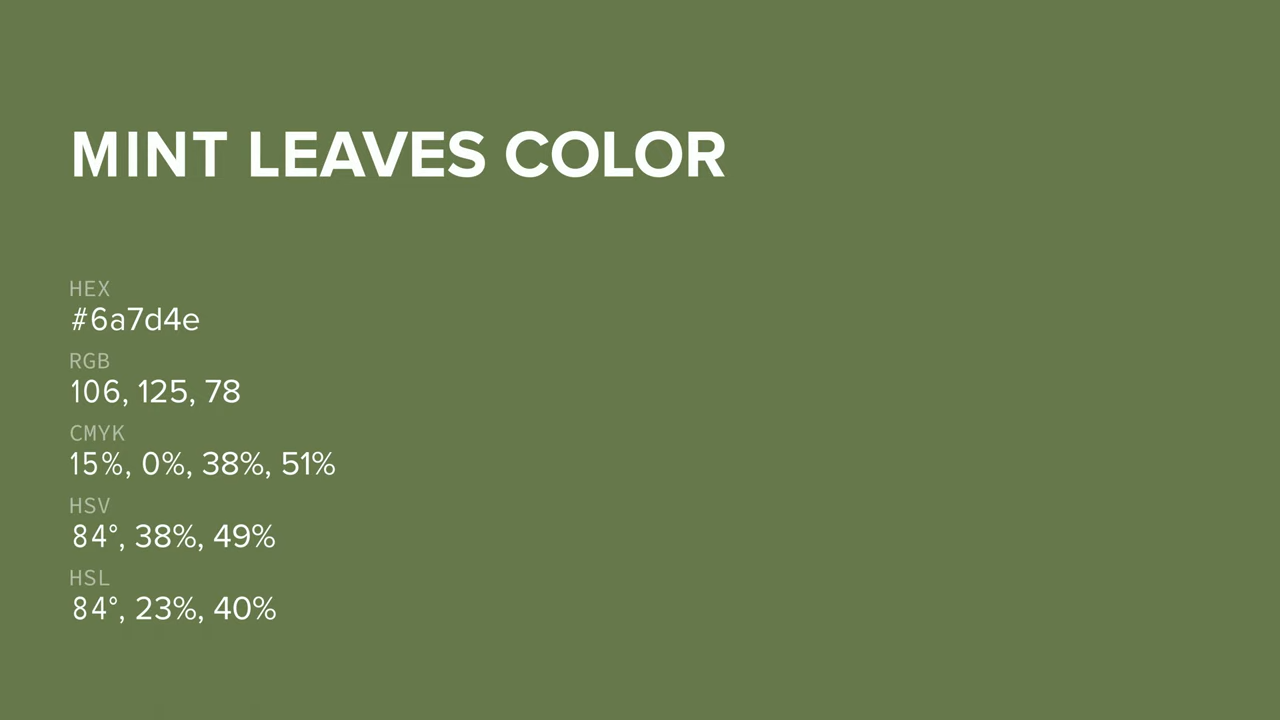 MINT LEAVES COLOR
HEX
#6a7d4e
RGB
106, 125, 78
CMYK
15%, 0%, 38%, 51%
HSV
84°, 38%, 49%
HSL
84°, 23%, 40%